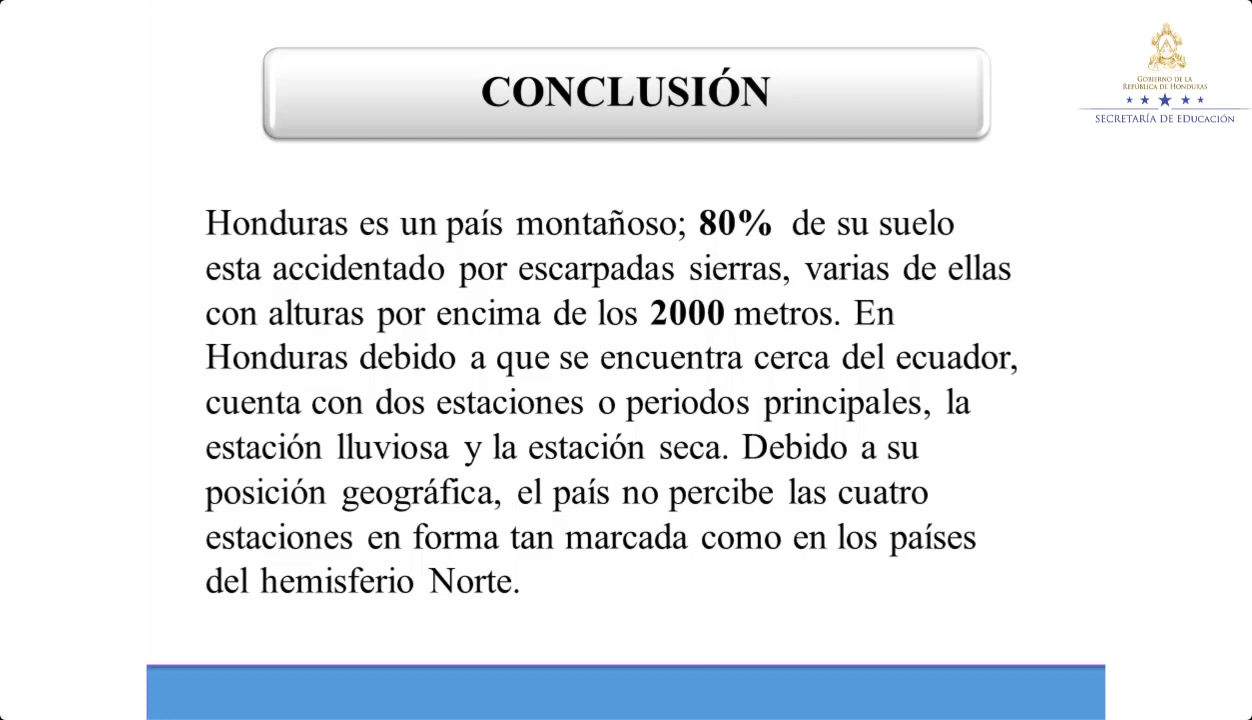 CONCLUSIÓN
GOBIERNO DE LA
REPÚBLICA DE HONDURAS
SECRETARÍA DE EDUCACIÓN
Honduras es un país montañoso; 80% de su suelo
esta accidentado por escarpadas sierras, varias de ellas
con alturas por encima de los 2000 metros. En
Honduras debido a que se encuentra cerca del ecuador,
cuenta con dos estaciones o periodos principales, la
estación lluviosa y la estación seca. Debido a su
posición geográfica, el país no percibe las cuatro
estaciones en forma tan marcada como en los países
del hemisferio Norte.